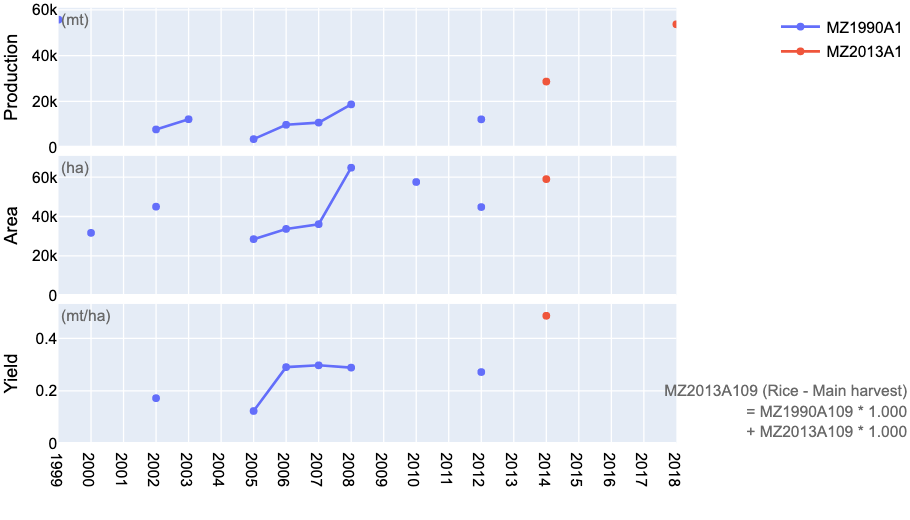 60k
(mt)
40k
20k
0
Production
MZ1990A1
MZ2013A1
(ha)
60k
40k
20k
0
Area
(mt/ha)
0.4
0.2
0
Yield
MZ2013A109 (Rice - Main harvest)
= MZ1990A109 * 1.000
+ MZ2013A109 * 1.000
1999
2000
2001
2002
2003
2004
2005
2006
2007
2008
2009
2010
2011
2012
2013
2014
2015
2016
2017
2018